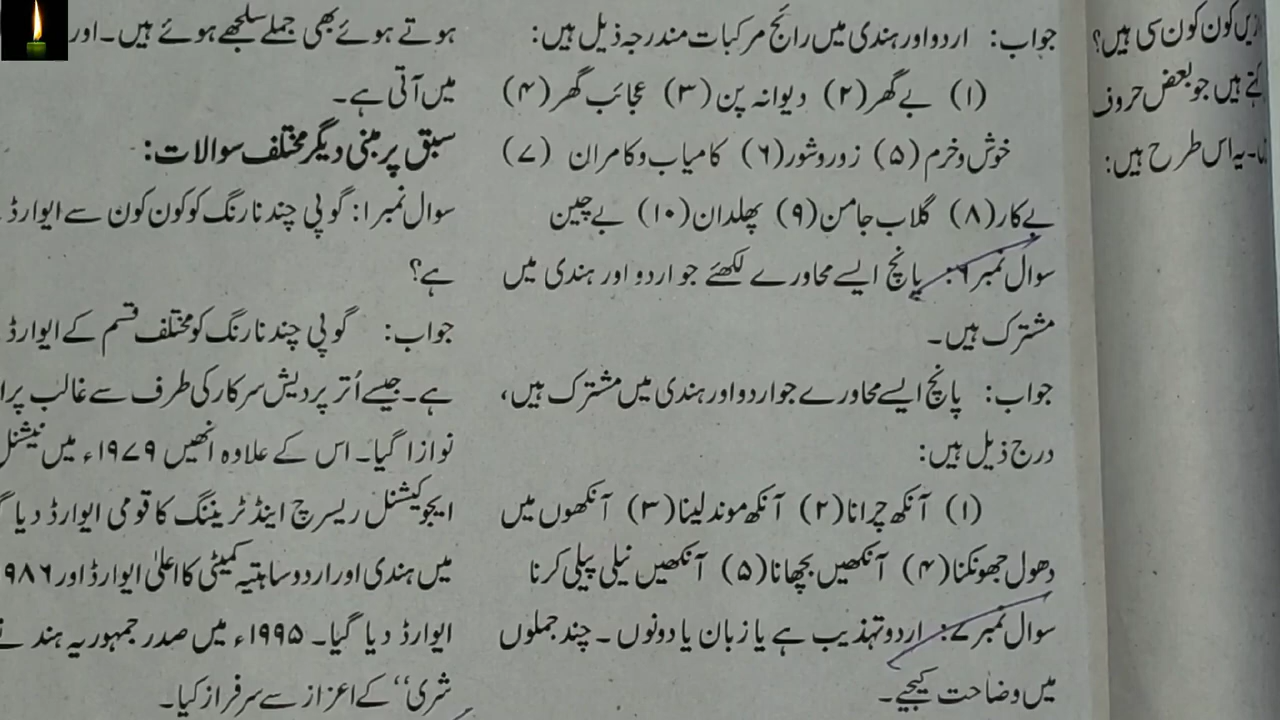 زیں کون کون سی ہیں؟
کتے ہیں جو بعض حروف
یہ اس طرح ہیں:
جواب: اردو اور ہندی میں رائج مرکبات مندرجہ ذیل ہیں:
(۱) بے گھر (۲) دیوانہ پن (۳) عجائب گھر (۴)
خوش و خرم (۵) زور و شور (۶) کامیاب و کامران (۷)
بے کار (۸) گلاب جامن (۹) پھلدان (۱۰) بے چین
سوال نمبر ۶: پانچ ایسے محاورے لکھئے جو اردو اور ہندی میں
مشترک ہیں۔
جواب: پانچ ایسے محاورے جو اردو اور ہندی میں مشترک ہیں،
درج ذیل ہیں:
(۱) آنکھ چرانا (۲) آنکھ موند لینا (۳) آنکھوں میں
دھول جھونکنا (۴) آنکھیں بچھانا (۵) آنکھیں نیلی پیلی کرنا
سوال نمبر ۷: اردو تہذیب ہے یا زبان یا دونوں ۔ چند جملوں
میں وضاحت کیجیے۔
ہوتے ہوئے بھی جملے سلجھے ہوئے ہیں۔ اور
میں آتی ہے۔
سبق پر مبنی دیگر مختلف سوالات:
سوال نمبر ۱: گوپی چند نارنگ کو کون کون سے ایوارڈ
ہے؟
جواب: گوپی چند نارنگ کو مختلف قسم کے ایوارڈ
ہے۔ جیسے اُتر پردیش سرکار کی طرف سے غالب
نوازا گیا۔ اس کے علاوہ انھیں ۱۹۷۹ء میں نیشنل
ایجوکیشنل ریسرچ اینڈ ٹریننگ کا قومی ایوارڈ دیا
میں ہندی اور اردو ساہتیہ کمیٹی کا اعلیٰ ایوارڈ اور ۹۸۶
ایوارڈ دیا گیا۔ ۱۹۹۵ء میں صدر جمہوریہ ہند نے
شری‘‘ کے اعزاز سے سرفراز کیا۔